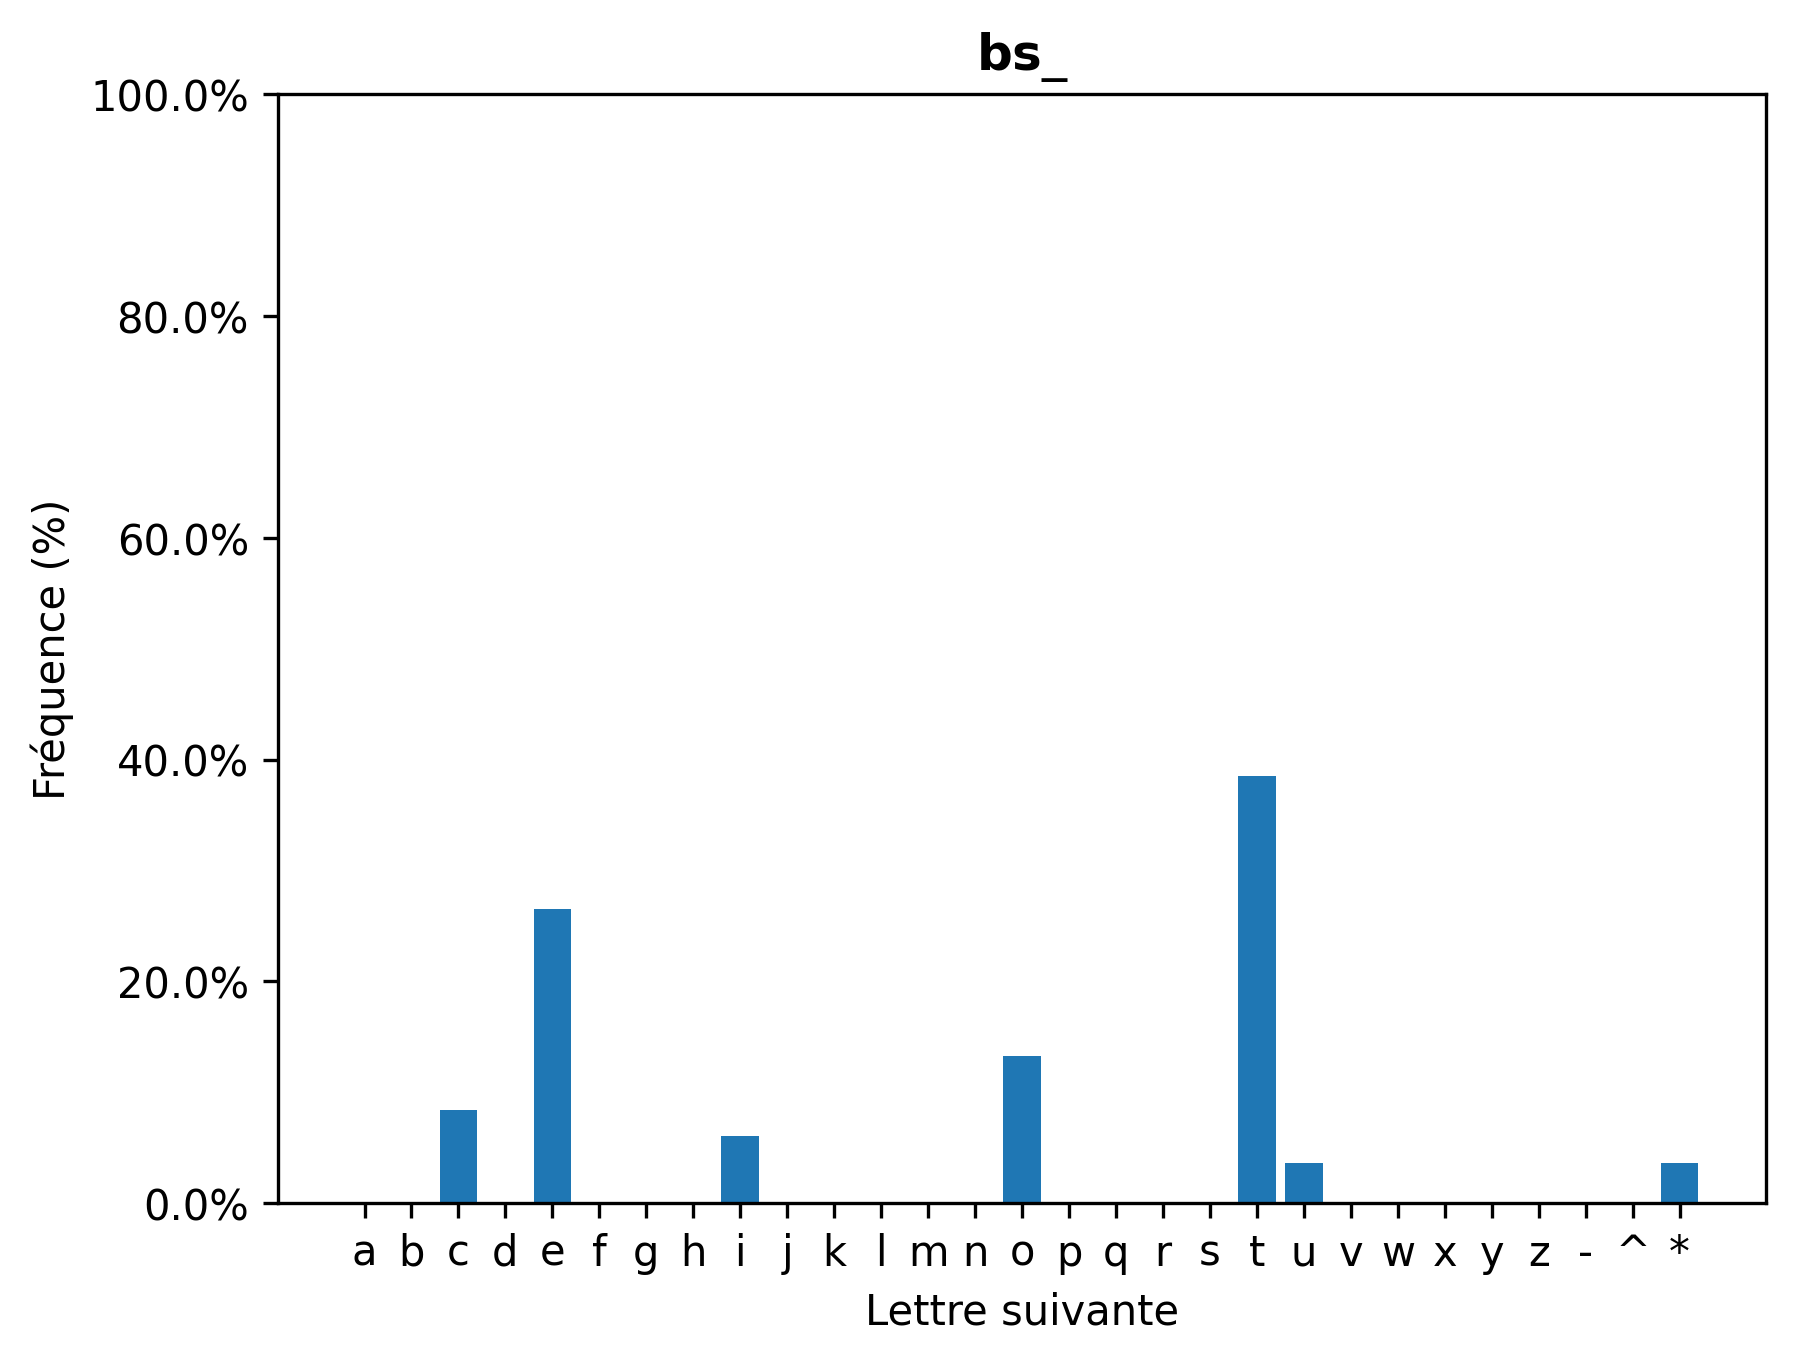 bs_
100.0%
80.0%
60.0%
40.0%
20.0%
0.0%
Fréquence (%)
a b c d e f g h i j k l m n o p q r s t u v w x y z - ^ *
Lettre suivante